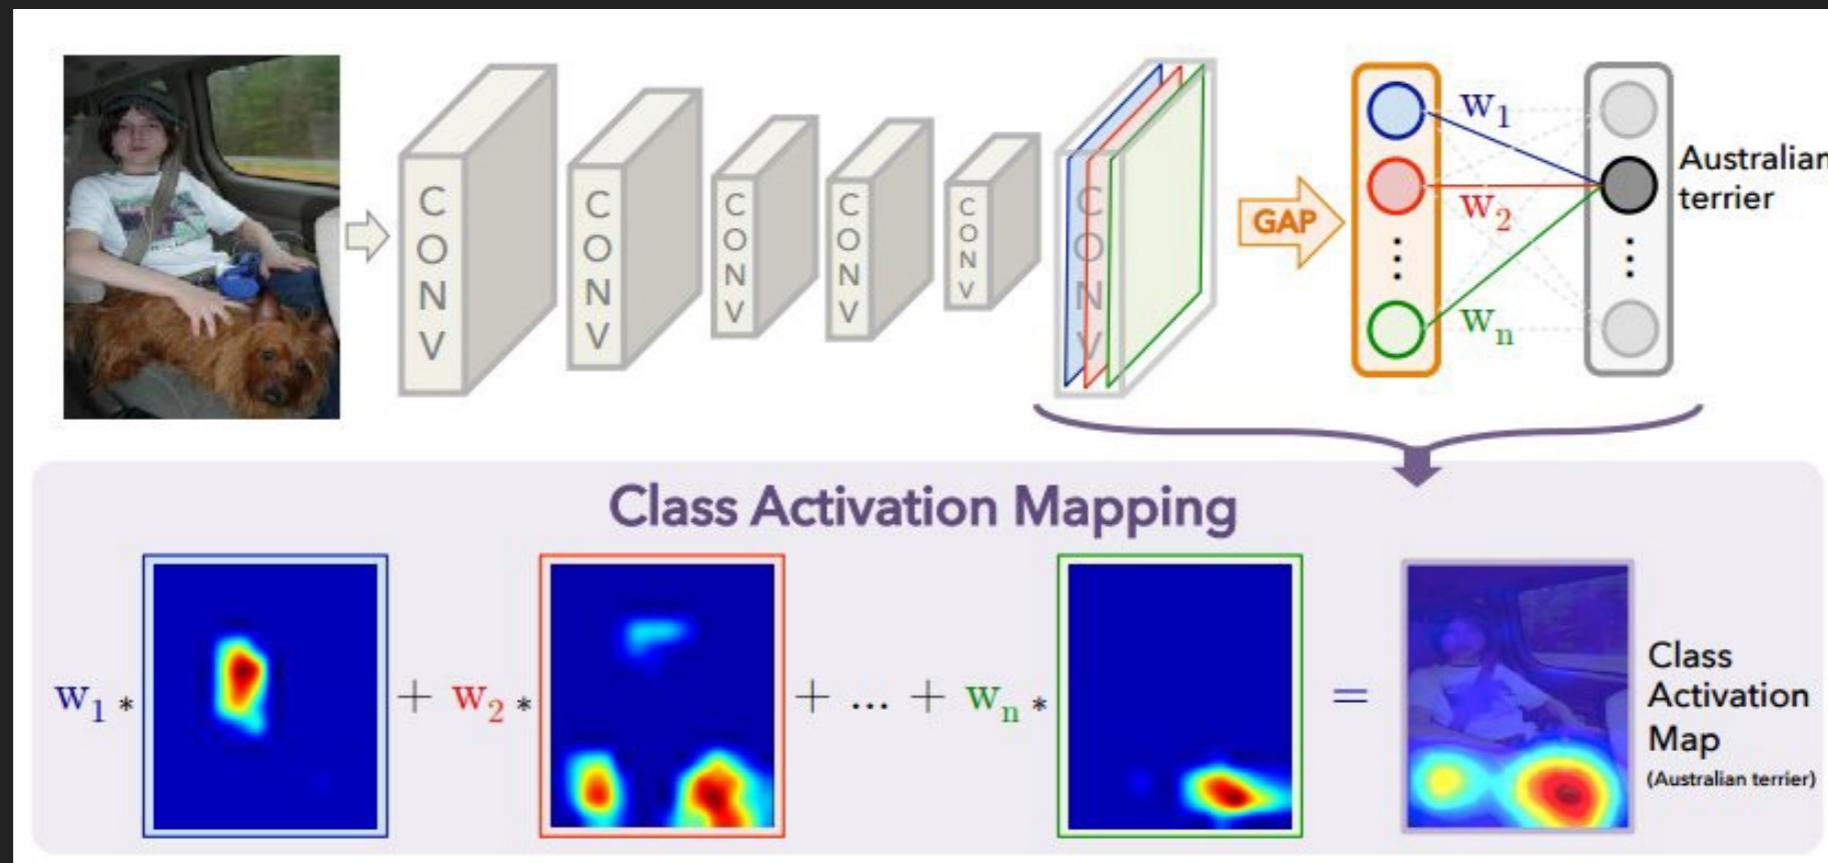 CONV
CONV
CONV
CONV
CONV
CONV
GAP
w1
w2
⋮
wn
⋮
Australian
terrier
Class Activation Mapping
w1 * + w2 * + ... + wn * =
Class
Activation
Map
(Australian terrier)